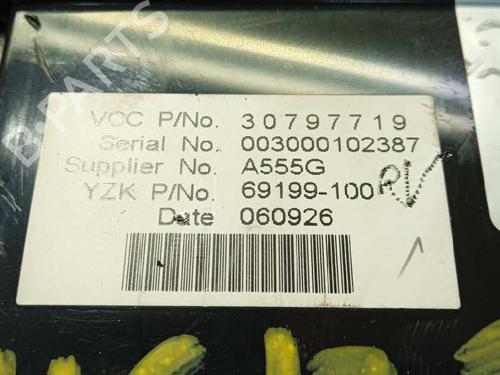 VCC P/No. 30797719
Serial No. 003000102387
Supplier No. A555G
YZK P/No. 69199-100
Date 060926
B-PARTS